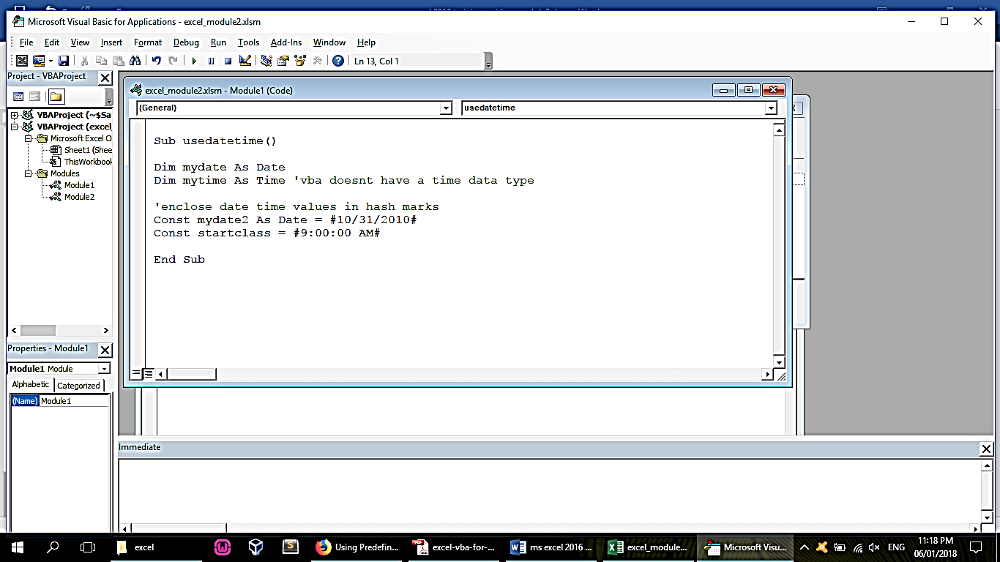 Microsoft Visual Basic for Applications - excel_module2.xlsm
File Edit View Insert Format Debug Run Tools Add-Ins Window Help
Ln 13, Col 1
Project - VBAProject
VBAProject (~$Sa
VBAProject (excel_
Microsoft Excel O
Sheet1 (Shee
ThisWorkbook
Modules
Module1
Module2
excel_module2.xlsm - Module1 (Code)
(General)
usedatetime
Sub usedatetime()
Dim mydate As Date
Dim mytime As Time 'vba doesnt have a time data type
'enclose date time values in hash marks
Const mydate2 As Date = #10/31/2010#
Const startclass = #9:00:00 AM#
End Sub
Properties - Module1
Module1 Module
Alphabetic Categorized
(Name) Module1
Immediate
excel
Using Predefin...
excel-vba-for-...
ms excel 2016 ...
excel_module...
Microsoft Visu...
ENG
11:18 PM
06/01/2018